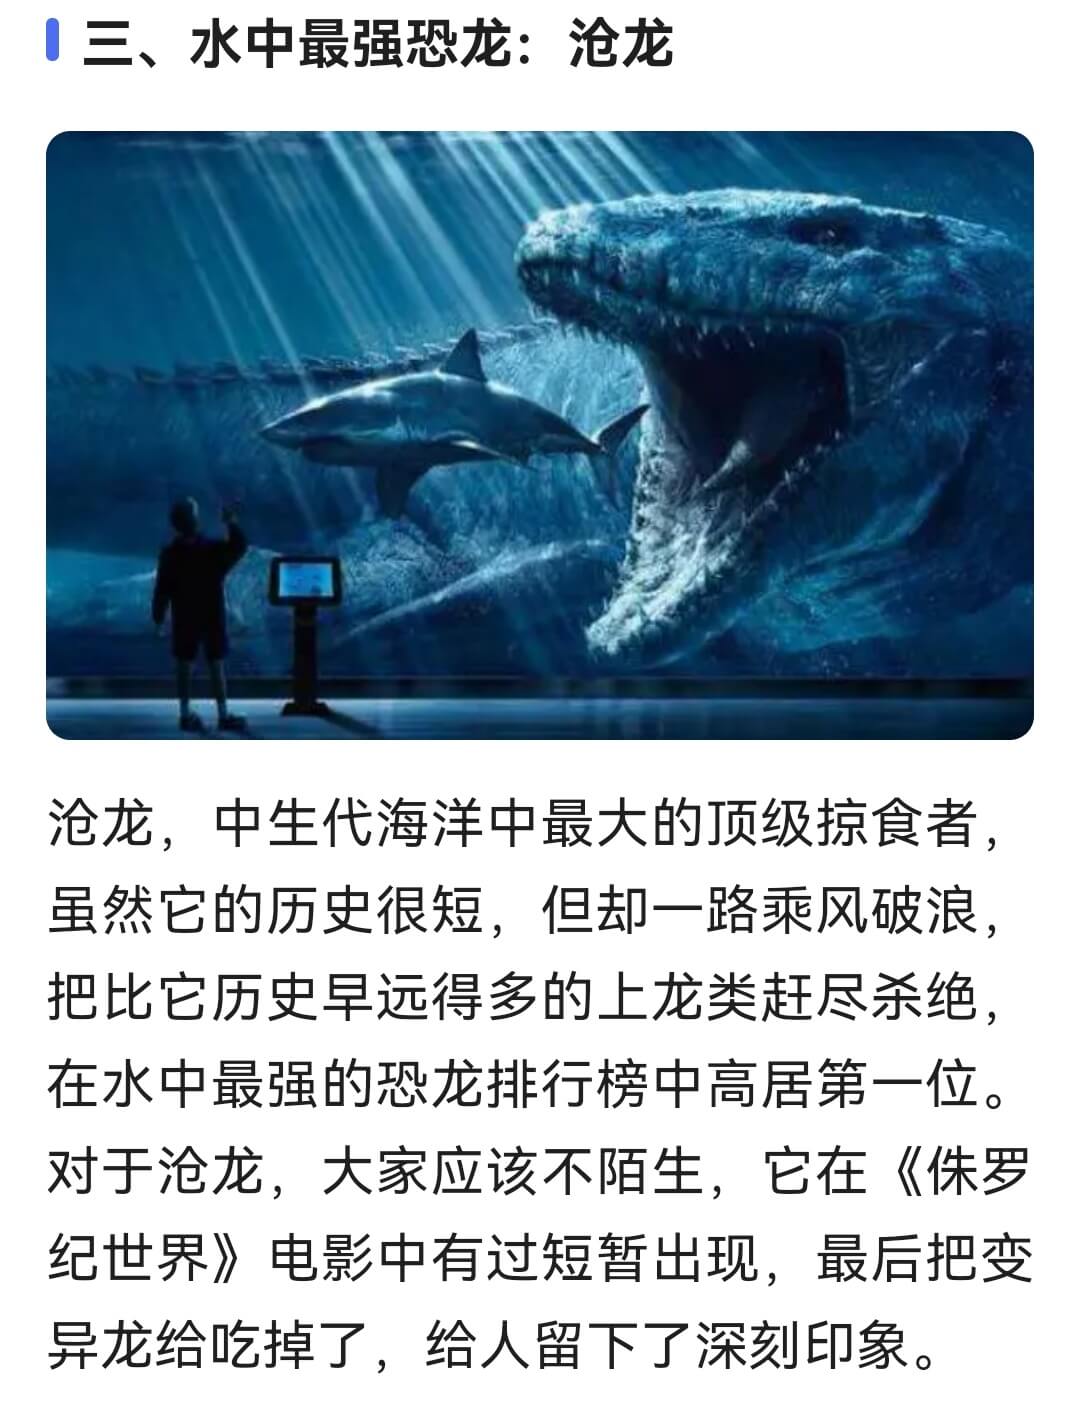 三、水中最强恐龙：沧龙
沧龙，中生代海洋中最大的顶级掠食者，
虽然它的历史很短，但却一路乘风破浪，
把比它历史早远得多的上龙类赶尽杀绝，
在水中最强的恐龙排行榜中高居第一位。
对于沧龙，大家应该不陌生，它在《侏罗
纪世界》电影中有过短暂出现，最后把变
异龙给吃掉了，给人留下了深刻印象。